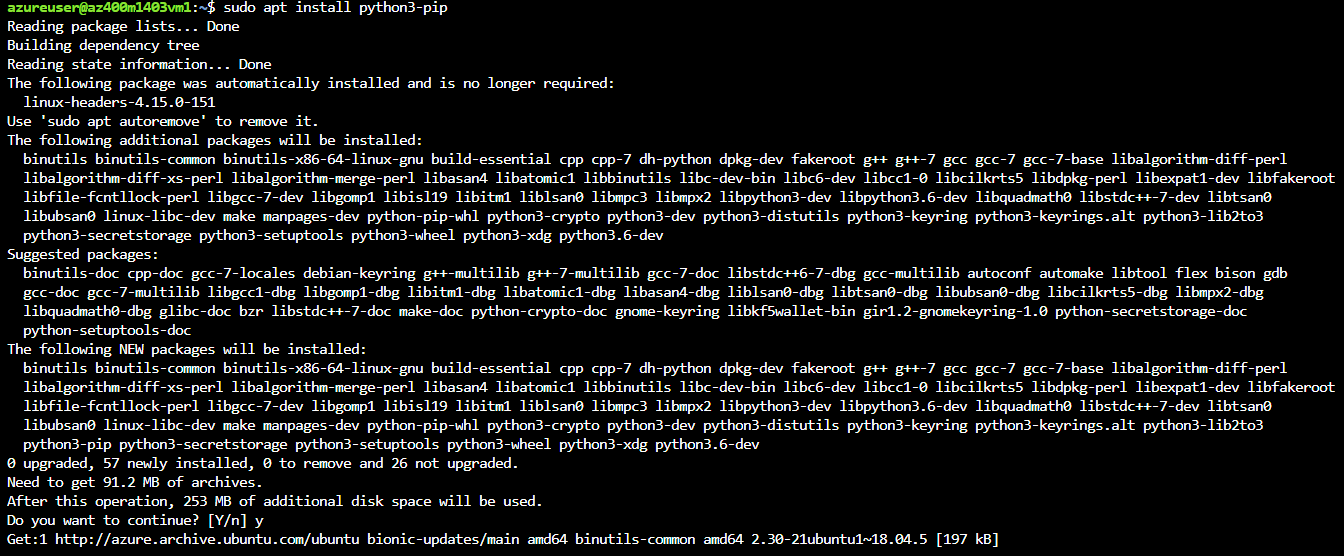 azureuser@az400m1403vm1:~$ sudo apt install python3-pip
Reading package lists... Done
Building dependency tree
Reading state information... Done
The following package was automatically installed and is no longer required:
  linux-headers-4.15.0-151
Use 'sudo apt autoremove' to remove it.
The following additional packages will be installed:
  binutils binutils-common binutils-x86-64-linux-gnu build-essential cpp cpp-7 dh-python dpkg-dev fakeroot g++ g++-7 gcc gcc-7 gcc-7-base libalgorithm-diff-perl
  libalgorithm-diff-xs-perl libalgorithm-merge-perl libasan4 libatomic1 libbinutils libc-dev-bin libc6-dev libcc1-0 libcilkrts5 libdpkg-perl libexpat1-dev libfakeroot
  libfile-fcntllock-perl libgcc-7-dev libgomp1 libisl19 libitm1 liblsan0 libmpc3 libmpx2 libpython3-dev libpython3.6-dev libquadmath0 libstdc++-7-dev libtsan0
  libubsan0 linux-libc-dev make manpages-dev python-pip-whl python3-crypto python3-dev python3-distutils python3-keyring python3-keyrings.alt python3-lib2to3
  python3-secretstorage python3-setuptools python3-wheel python3-xdg python3.6-dev
Suggested packages:
  binutils-doc cpp-doc gcc-7-locales debian-keyring g++-multilib g++-7-multilib gcc-7-doc libstdc++6-7-dbg gcc-multilib autoconf automake libtool flex bison gdb
  gcc-doc gcc-7-multilib libgcc1-dbg libgomp1-dbg libitm1-dbg libatomic1-dbg libasan4-dbg liblsan0-dbg libtsan0-dbg libubsan0-dbg libcilkrts5-dbg libmpx2-dbg
  libquadmath0-dbg glibc-doc bzr libstdc++-7-doc make-doc python-crypto-doc gnome-keyring libkf5wallet-bin gir1.2-gnomekeyring-1.0 python-secretstorage-doc
  python-setuptools-doc
The following NEW packages will be installed:
  binutils binutils-common binutils-x86-64-linux-gnu build-essential cpp cpp-7 dh-python dpkg-dev fakeroot g++ g++-7 gcc gcc-7 gcc-7-base libalgorithm-diff-perl
  libalgorithm-diff-xs-perl libalgorithm-merge-perl libasan4 libatomic1 libbinutils libc-dev-bin libc6-dev libcc1-0 libcilkrts5 libdpkg-perl libexpat1-dev libfakeroot
  libfile-fcntllock-perl libgcc-7-dev libgomp1 libisl19 libitm1 liblsan0 libmpc3 libmpx2 libpython3-dev libpython3.6-dev libquadmath0 libstdc++-7-dev libtsan0
  libubsan0 linux-libc-dev make manpages-dev python-pip-whl python3-crypto python3-dev python3-distutils python3-keyring python3-keyrings.alt python3-lib2to3
  python3-pip python3-secretstorage python3-setuptools python3-wheel python3-xdg python3.6-dev
0 upgraded, 57 newly installed, 0 to remove and 26 not upgraded.
Need to get 91.2 MB of archives.
After this operation, 253 MB of additional disk space will be used.
Do you want to continue? [Y/n] y
Get:1 http://azure.archive.ubuntu.com/ubuntu bionic-updates/main amd64 binutils-common amd64 2.30-21ubuntu1~18.04.5 [197 kB]